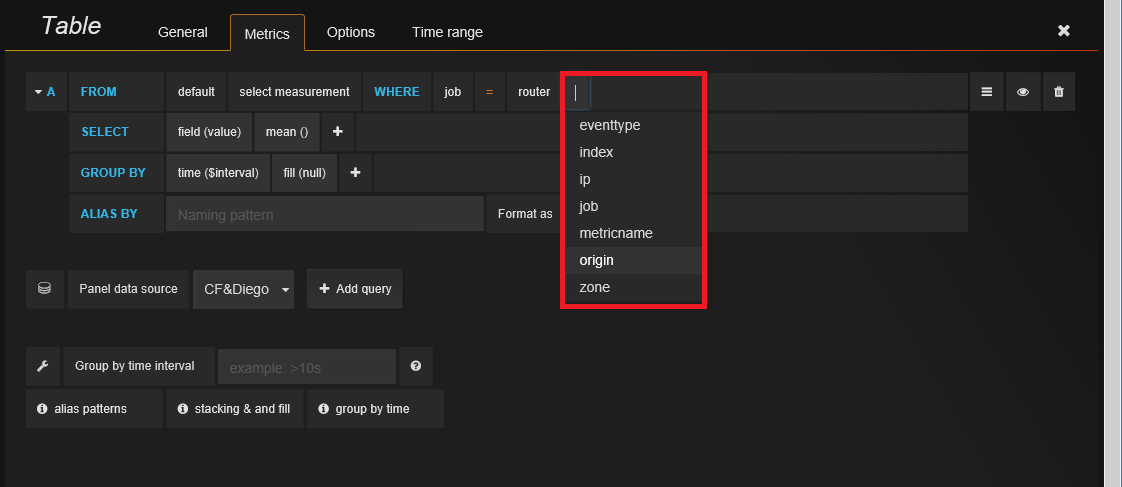 Table General Metrics Options Time range
A FROM default select measurement WHERE job = router
SELECT field (value) mean ()
GROUP BY time ($interval) fill (null)
ALIAS BY Naming pattern Format as
eventtype
index
ip
job
metricname
origin
zone
Panel data source CF&Diego Add query
Group by time interval example: >10s
alias patterns stacking & and fill group by time